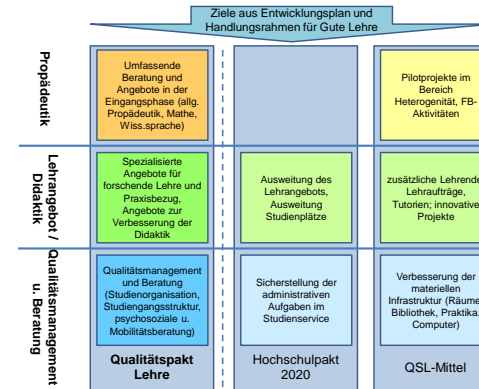 Ziele aus Entwicklungsplan und
Handlungsrahmen für Gute Lehre
Propädeutik
Umfassende
Beratung und
Angebote in der
Eingangsphase (allg.
Propädeutik, Mathe,
Wiss.sprache)
Pilotprojekte im
Bereich
Heterogenität, FB-
Aktivitäten
Lehrangebot /
Didaktik
Spezialisierte
Angebote für
forschende Lehre und
Praxisbezug,
Angebote zur
Verbesserung der
Didaktik
Ausweitung des
Lehrangebots,
Ausweitung
Studienplätze
zusätzliche Lehrende,
Lehraufträge,
Tutorien; innovative
Projekte
Qualitätsmanagement
u. Beratung
Qualitätsmanagement
und Beratung
(Studienorganisation,
Studiengangsstruktur,
psychosoziale u.
Mobilitätsberatung)
Sicherstellung der
administrativen
Aufgaben im
Studienservice
Verbesserung der
materiellen
Infrastruktur (Räume,
Bibliothek, Praktika,
Computer)
Qualitätspakt
Lehre
Hochschulpakt
2020
QSL-Mittel